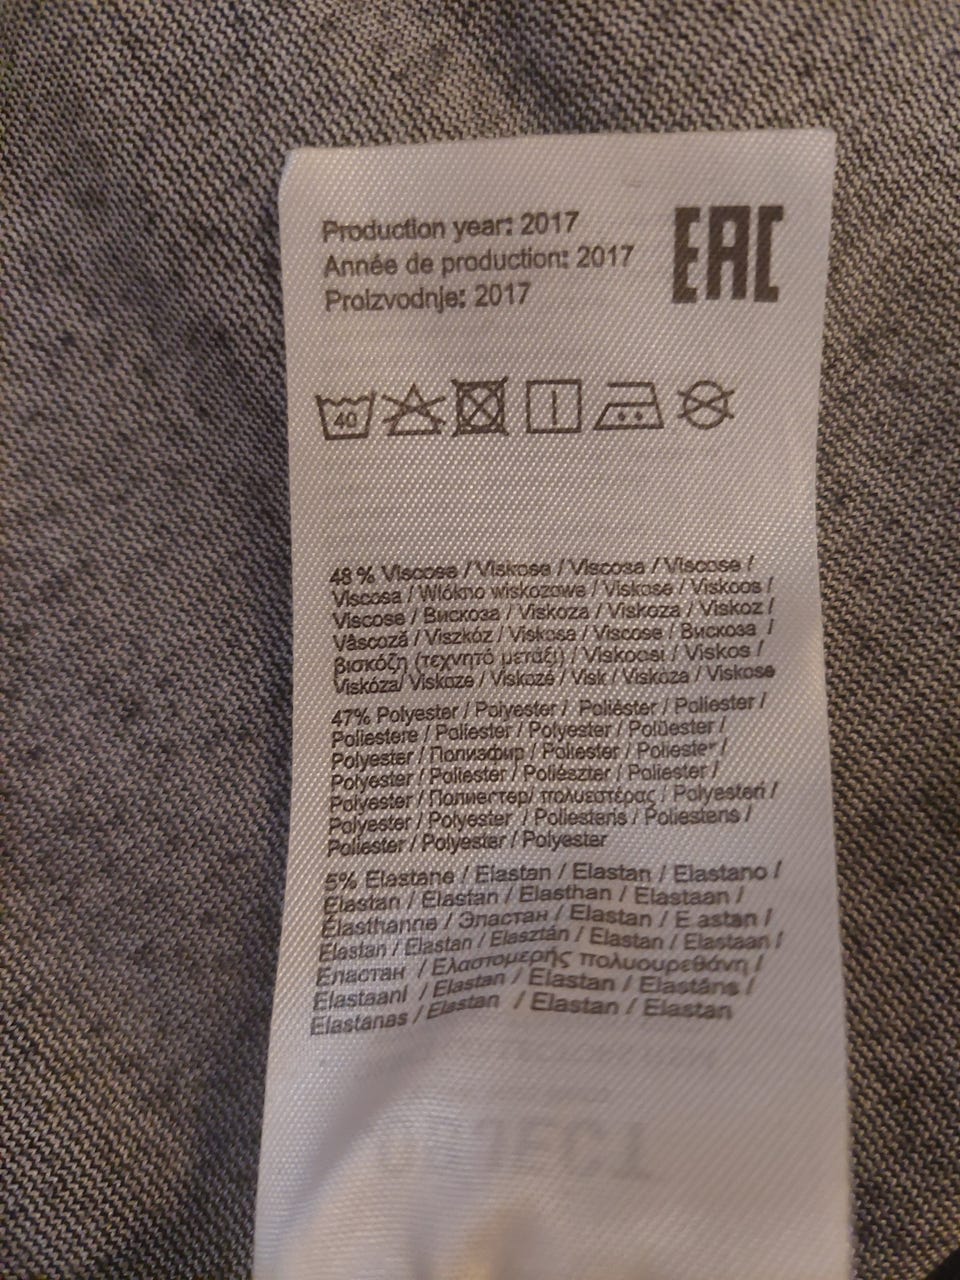 Production year: 2017
Année de production: 2017
Proizvodnje: 2017
EAC
40
48 % Viscose / Viskose / Viscosa / Viscose /
Viscosa / Włókno wiskozowe / Viskose / Viskoos /
Viscose / Вискоза / Viskoza / Viskoza / Viskoz /
Vâscoză / Viszkóz / Viskosa / Viscose / Вискоза /
βισκόζη (τεχνητό μετάξι) / Viskoosi / Viskos /
Viskóza/ Viskoze / Viskozė / Visk / Viskóza / Viskose
47% Polyester / Polyester / Poliéster / Poliester /
Poliestere / Poliester / Polyester / Polüester /
Polyester / Полиэфир / Poliester / Poliester /
Polyester / Poliester / Poliészter / Poliester /
Polyester / Полиестер/ πολυεστέρας / Polyesteri /
Polyester / Polyester / Poliesteris / Poliesteris /
Poliester / Polyester / Polyester
5% Elastane / Elastan / Elastan / Elastano /
Elastan / Elastan / Elasthan / Elastaan /
Élasthanne / Эластан / Elastan / E astan /
Elastan / Elastan / Elasztán / Elastan / Elastaan /
Еластан / Ελαστομερής πολυουρεθάνη /
Elastaani / Elastan / Elastan / Elastāns /
Elastanas / Elastan / Elastan / Elastan